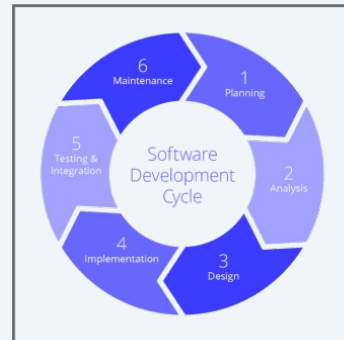 Software
Development
Cycle
1
Planning
2
Analysis
3
Design
4
Implementation
5
Testing &
Integration
6
Maintenance